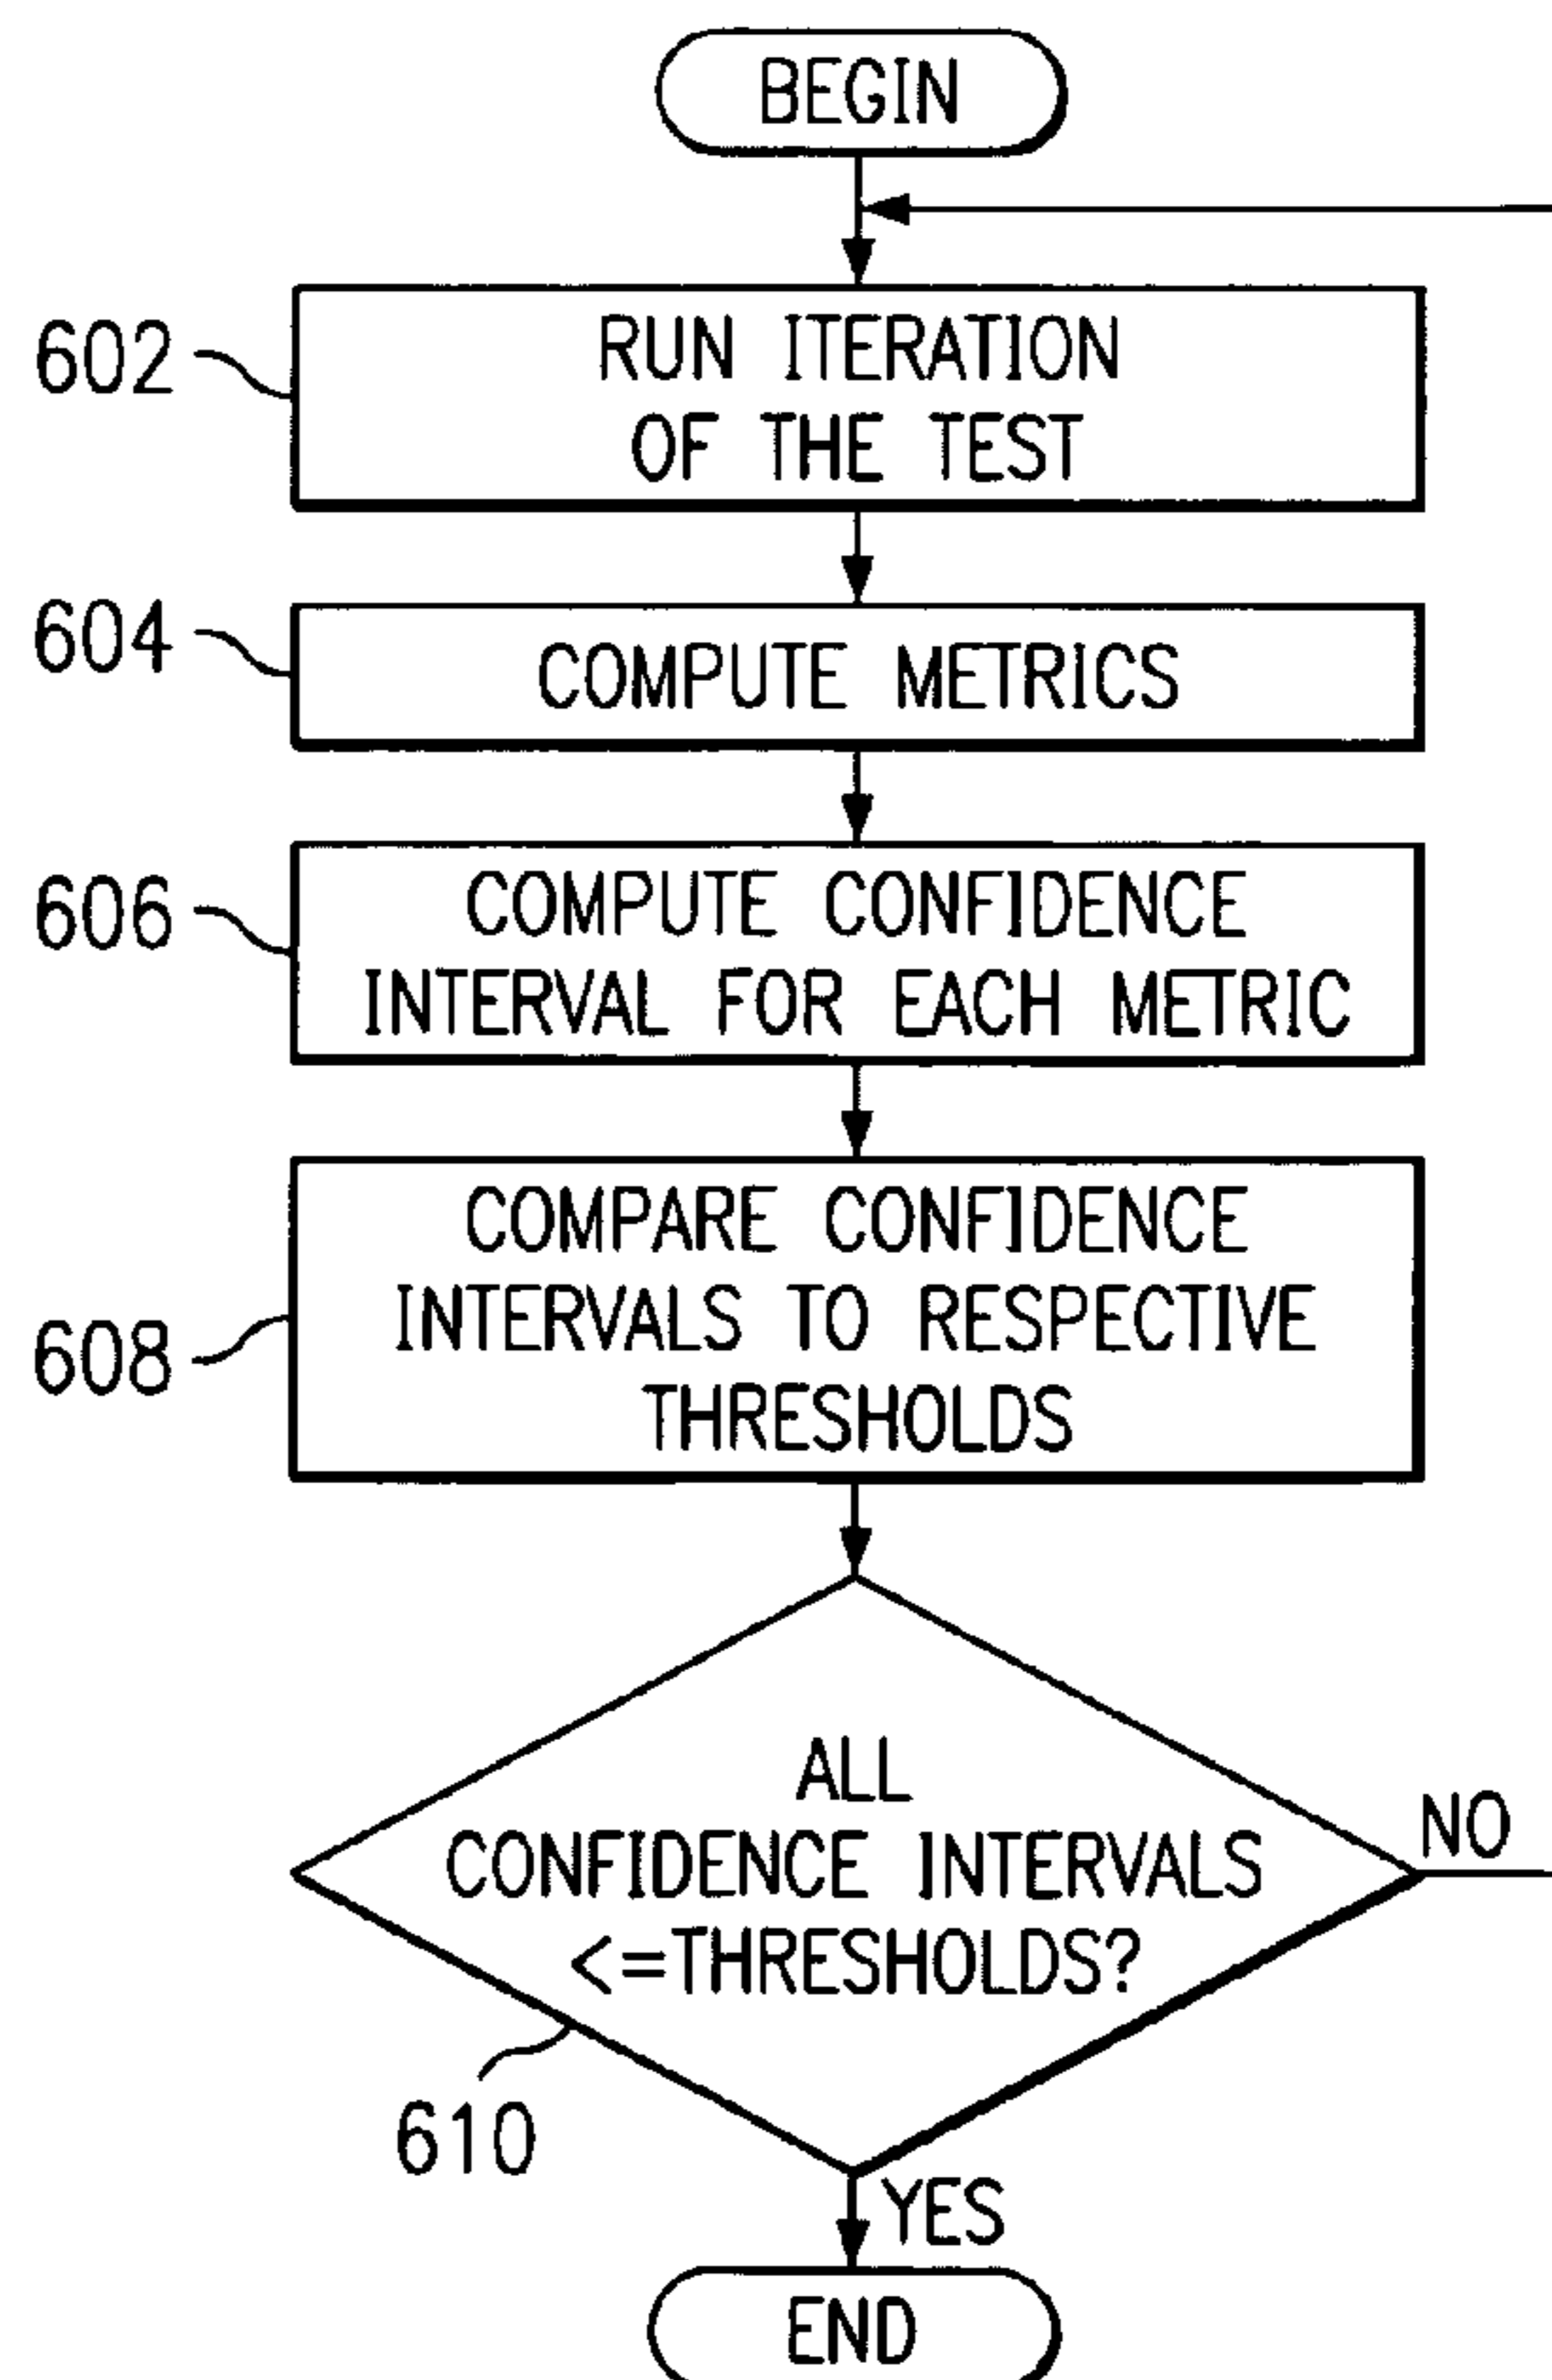 BEGIN
602
RUN ITERATION
OF THE TEST
604
COMPUTE METRICS
606
COMPUTE CONFIDENCE
INTERVAL FOR EACH METRIC
608
COMPARE CONFIDENCE
INTERVALS TO RESPECTIVE
THRESHOLDS
ALL
CONFIDENCE INTERVALS
<=THRESHOLDS?
NO
610
YES
END